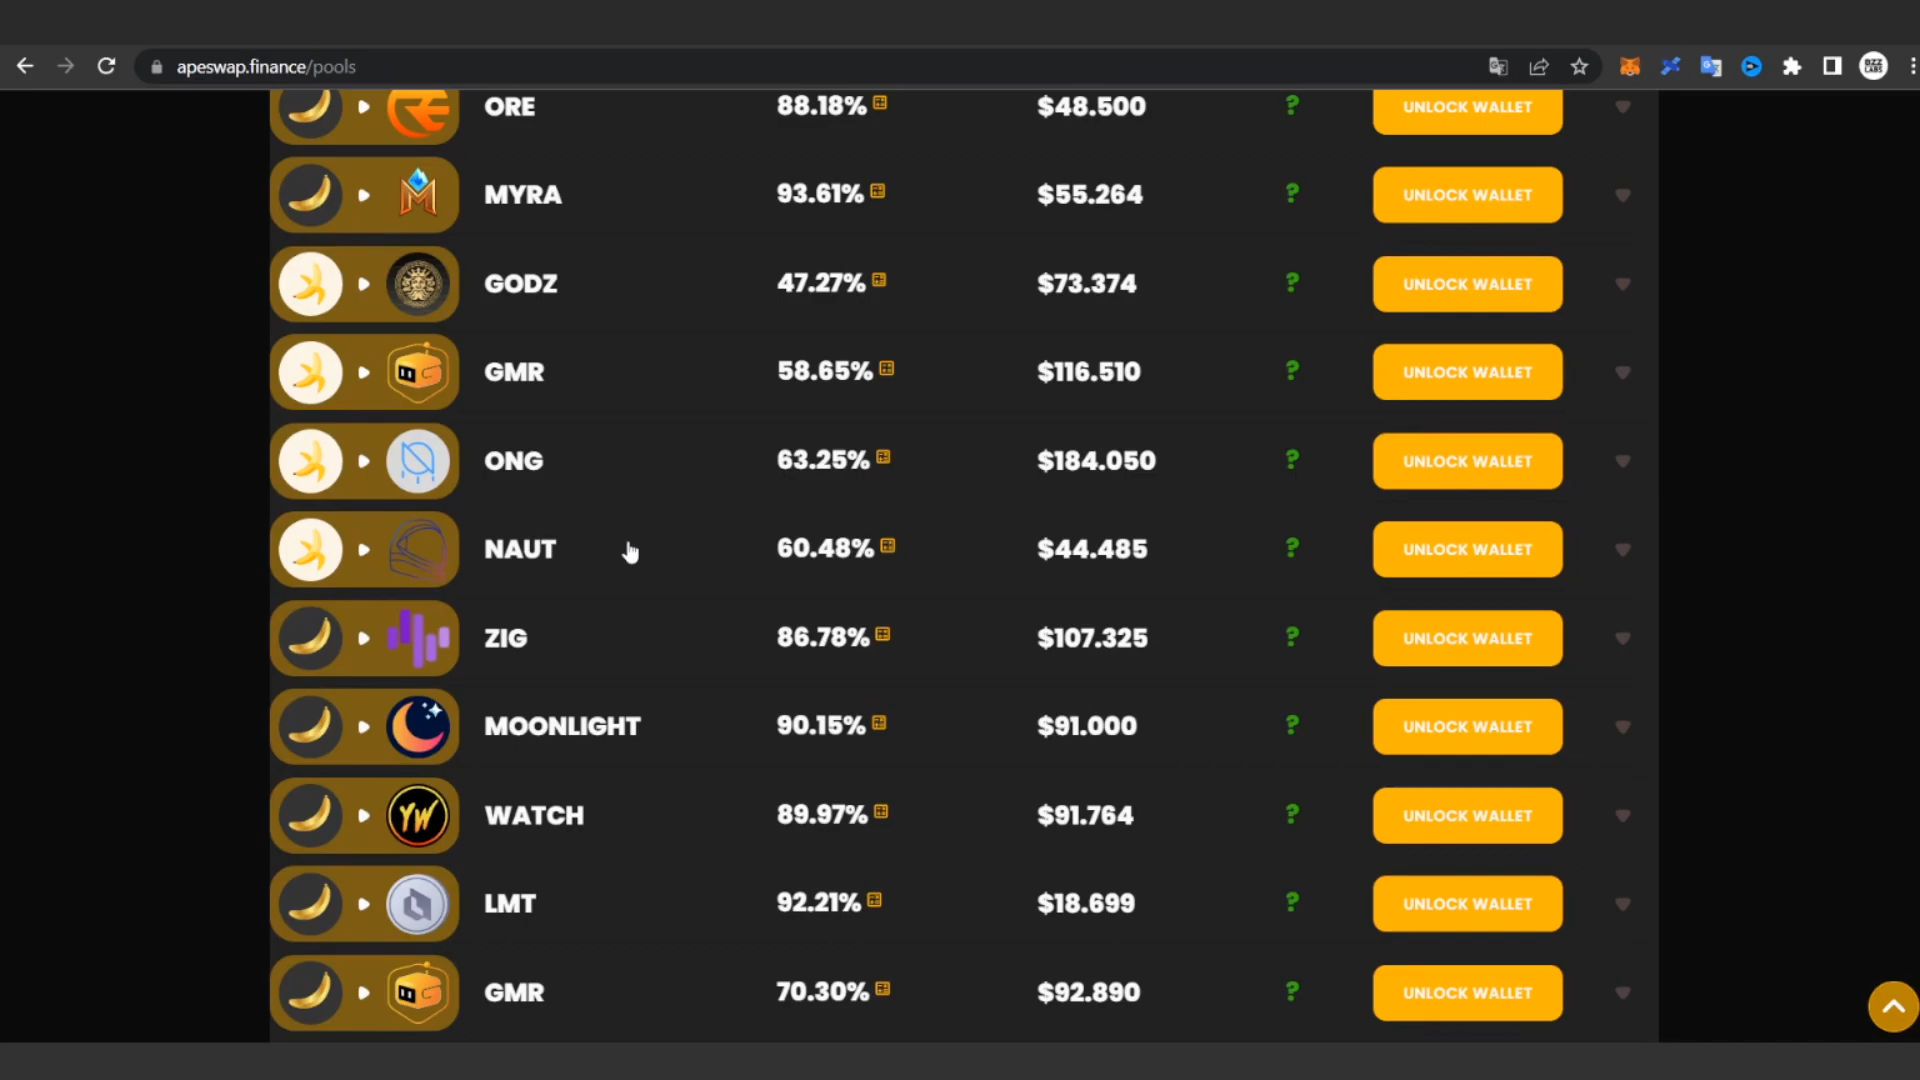 apeswap.finance/pools
BZZ LABS
ORE 88.18% $48.500 ? UNLOCK WALLET
MYRA 93.61% $55.264 ? UNLOCK WALLET
GODZ 47.27% $73.374 ? UNLOCK WALLET
GMR 58.65% $116.510 ? UNLOCK WALLET
ONG 63.25% $184.050 ? UNLOCK WALLET
NAUT 60.48% $44.485 ? UNLOCK WALLET
ZIG 86.78% $107.325 ? UNLOCK WALLET
MOONLIGHT 90.15% $91.000 ? UNLOCK WALLET
YW WATCH 89.97% $91.764 ? UNLOCK WALLET
LMT 92.21% $18.699 ? UNLOCK WALLET
GMR 70.30% $92.890 ? UNLOCK WALLET